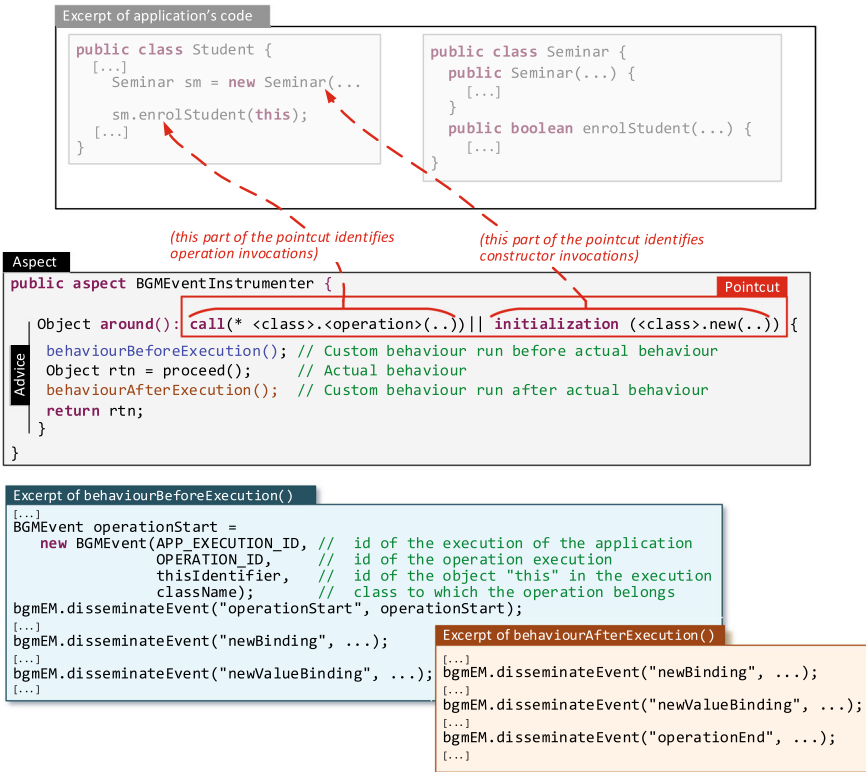 Excerpt of application's code
public class Student {
[...]
Seminar sm = new Seminar(...
sm.enrolStudent(this);
[...]
}
public class Seminar {
public Seminar(...) {
[...]
}
public boolean enrolStudent(...) {
[...]
}
(this part of the pointcut identifies
operation invocations)
(this part of the pointcut identifies
constructor invocations)
Aspect
public aspect BGMEventInstrumenter {
Pointcut
Object around(): call(* <class>.<operation>(..))|| initialization (<class>.new(..)) {
Advice
behaviourBeforeExecution(); // Custom behaviour run before actual behaviour
Object rtn = proceed(); // Actual behaviour
behaviourAfterExecution(); // Custom behaviour run after actual behaviour
return rtn;
}
}
Excerpt of behaviourBeforeExecution()
[...]
BGMEvent operationStart =
new BGMEvent(APP_EXECUTION_ID, // id of the execution of the application
OPERATION_ID, // id of the operation execution
thisIdentifier, // id of the object "this" in the execution
className); // class to which the operation belongs
bgmEM.disseminateEvent("operationStart", operationStart);
[...]
bgmEM.disseminateEvent("newBinding", ...);
[...]
bgmEM.disseminateEvent("newValueBinding", ...);
[...]
Excerpt of behaviourAfterExecution()
[...]
bgmEM.disseminateEvent("newBinding", ...);
[...]
bgmEM.disseminateEvent("newValueBinding", ...);
[...]
bgmEM.disseminateEvent("operationEnd", ...);
[...]